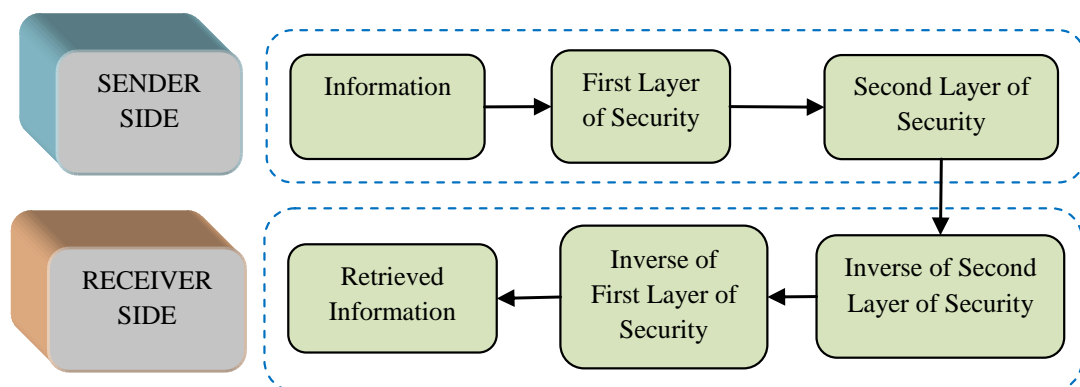 SENDER
SIDE
Information
First Layer
of Security
Second Layer of
Security
RECEIVER
SIDE
Retrieved
Information
Inverse of
First Layer of
Security
Inverse of Second
Layer of Security